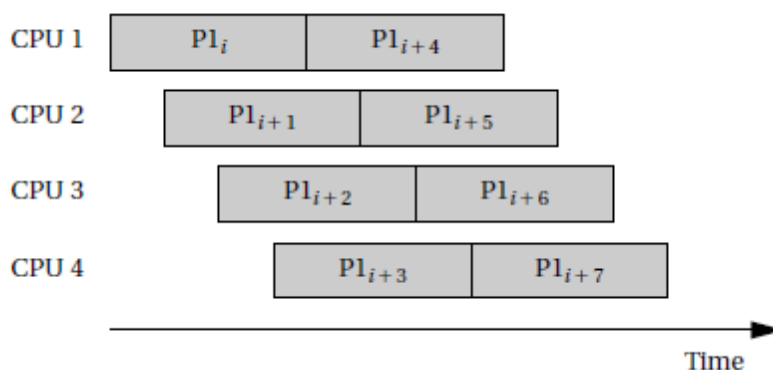 CPU 1 P1ᵢ P1ᵢ₊₄
CPU 2 P1ᵢ₊₁ P1ᵢ₊₅
CPU 3 P1ᵢ₊₂ P1ᵢ₊₆
CPU 4 P1ᵢ₊₃ P1ᵢ₊₇
Time